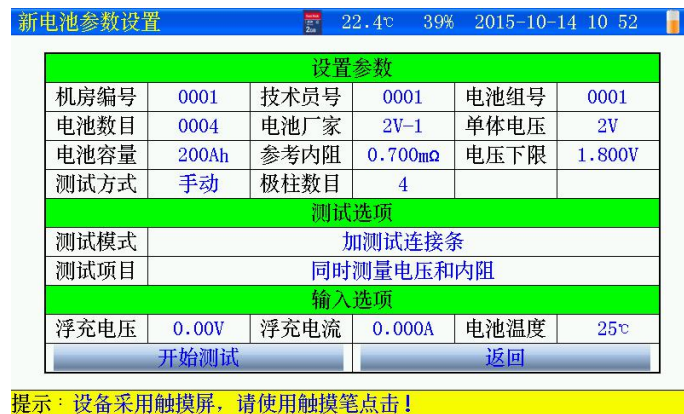 新电池参数设置 22.4℃ 39% 2015-10-14 10 52
设置参数
机房编号 0001 技术员号 0001 电池组号 0001
电池数目 0004 电池厂家 2V-1 单体电压 2V
电池容量 200Ah 参考内阻 0.700mΩ 电压下限 1.800V
测试方式 手动 极柱数目 4
测试选项
测试模式 加测试连接条
测试项目 同时测量电压和内阻
输入选项
浮充电压 0.00V 浮充电流 0.000A 电池温度 25℃
开始测试 返回
提示：设备采用触摸屏，请使用触摸笔点击！